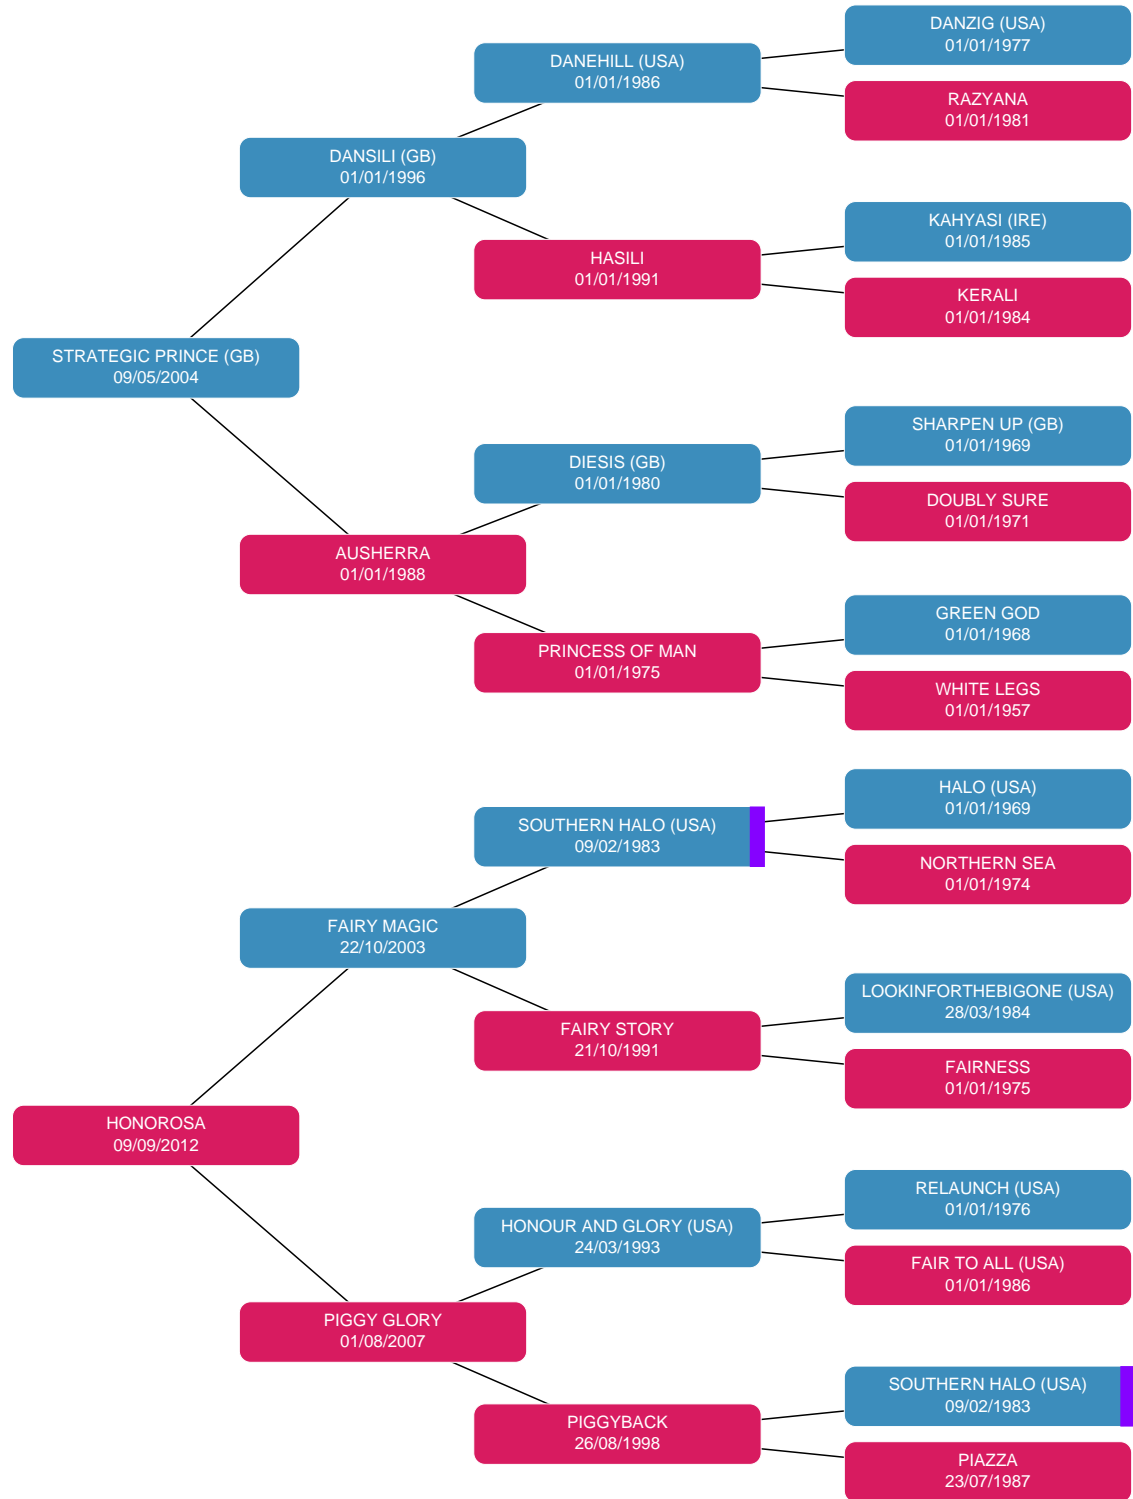 DANZIG (USA)
01/01/1977
DANEHILL (USA)
01/01/1986
RAZYANA
01/01/1981
DANSILI (GB)
01/01/1996
KAHYASI (IRE)
01/01/1985
HASILI
01/01/1991
KERALI
01/01/1984
STRATEGIC PRINCE (GB)
09/05/2004
SHARPEN UP (GB)
01/01/1969
DIESIS (GB)
01/01/1980
DOUBLY SURE
01/01/1971
AUSHERRA
01/01/1988
GREEN GOD
01/01/1968
PRINCESS OF MAN
01/01/1975
WHITE LEGS
01/01/1957
HALO (USA)
01/01/1969
SOUTHERN HALO (USA)
09/02/1983
NORTHERN SEA
01/01/1974
FAIRY MAGIC
22/10/2003
LOOKINFORTHEBIGONE (USA)
28/03/1984
FAIRY STORY
21/10/1991
FAIRNESS
01/01/1975
HONOROSA
09/09/2012
RELAUNCH (USA)
01/01/1976
HONOUR AND GLORY (USA)
24/03/1993
FAIR TO ALL (USA)
01/01/1986
PIGGY GLORY
01/08/2007
SOUTHERN HALO (USA)
09/02/1983
PIGGYBACK
26/08/1998
PIAZZA
23/07/1987